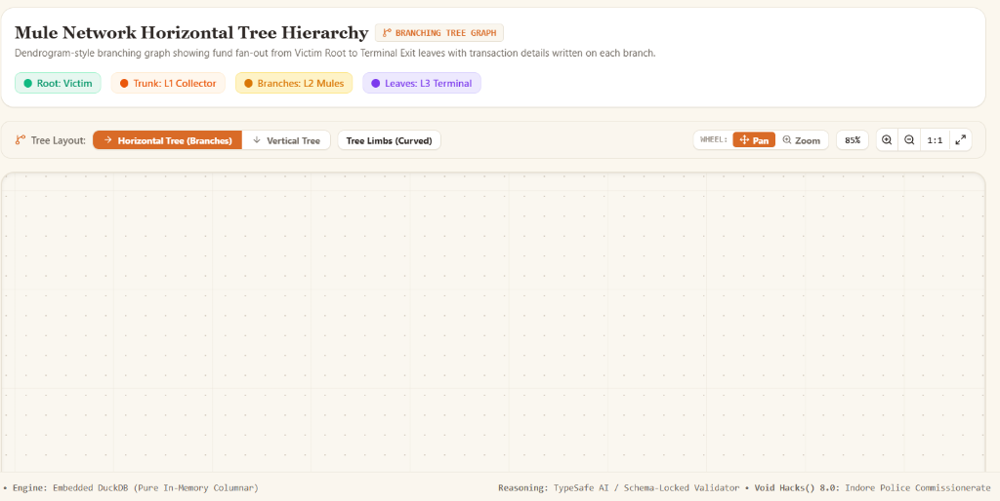 Mule Network Horizontal Tree Hierarchy BRANCHING TREE GRAPH
Dendrogram-style branching graph showing fund fan-out from Victim Root to Terminal Exit leaves with transaction details written on each branch.
Root: Victim Trunk: L1 Collector Branches: L2 Mules Leaves: L3 Terminal
Tree Layout: → Horizontal Tree (Branches) ↓ Vertical Tree Tree Limbs (Curved) WHEEL: Pan Zoom 85% 1:1
• Engine: Embedded DuckDB (Pure In-Memory Columnar) Reasoning: TypeSafe AI / Schema-Locked Validator • Void Hacks() 8.0: Indore Police Commissionerate